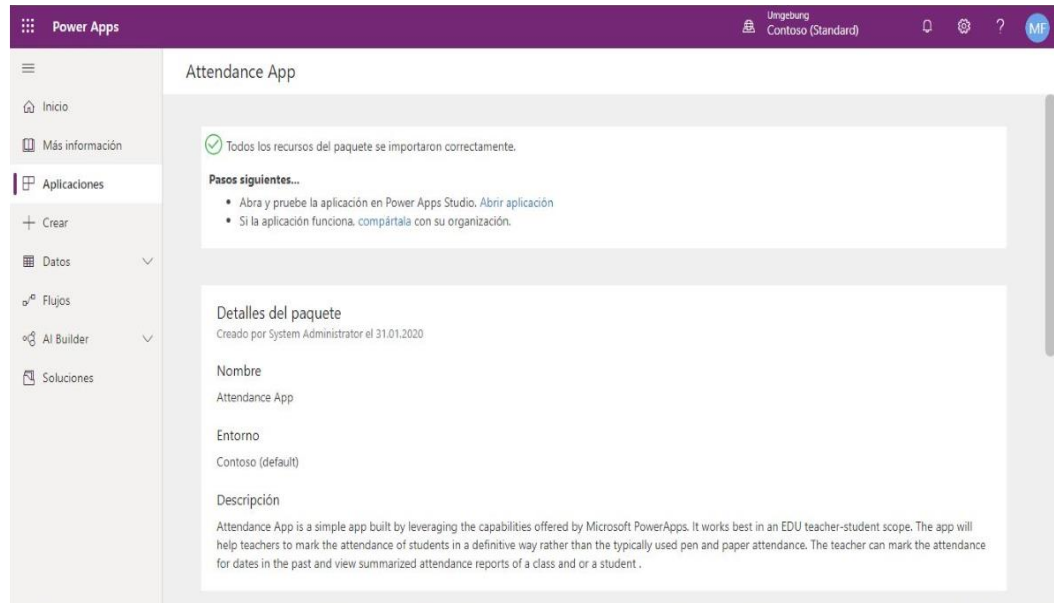 Power Apps
Umgebung
Contoso (Standard)
?
MF
Attendance App
Inicio
Más información
Aplicaciones
Crear
Datos
Flujos
AI Builder
Soluciones
Todos los recursos del paquete se importaron correctamente.
Pasos siguientes...
• Abra y pruebe la aplicación en Power Apps Studio. Abrir aplicación
• Si la aplicación funciona, compártala con su organización.
Detalles del paquete
Creado por System Administrator el 31.01.2020
Nombre
Attendance App
Entorno
Contoso (default)
Descripción
Attendance App is a simple app built by leveraging the capabilities offered by Microsoft PowerApps. It works best in an EDU teacher-student scope. The app will
help teachers to mark the attendance of students in a definitive way rather than the typically used pen and paper attendance. The teacher can mark the attendance
for dates in the past and view summarized attendance reports of a class and or a student .